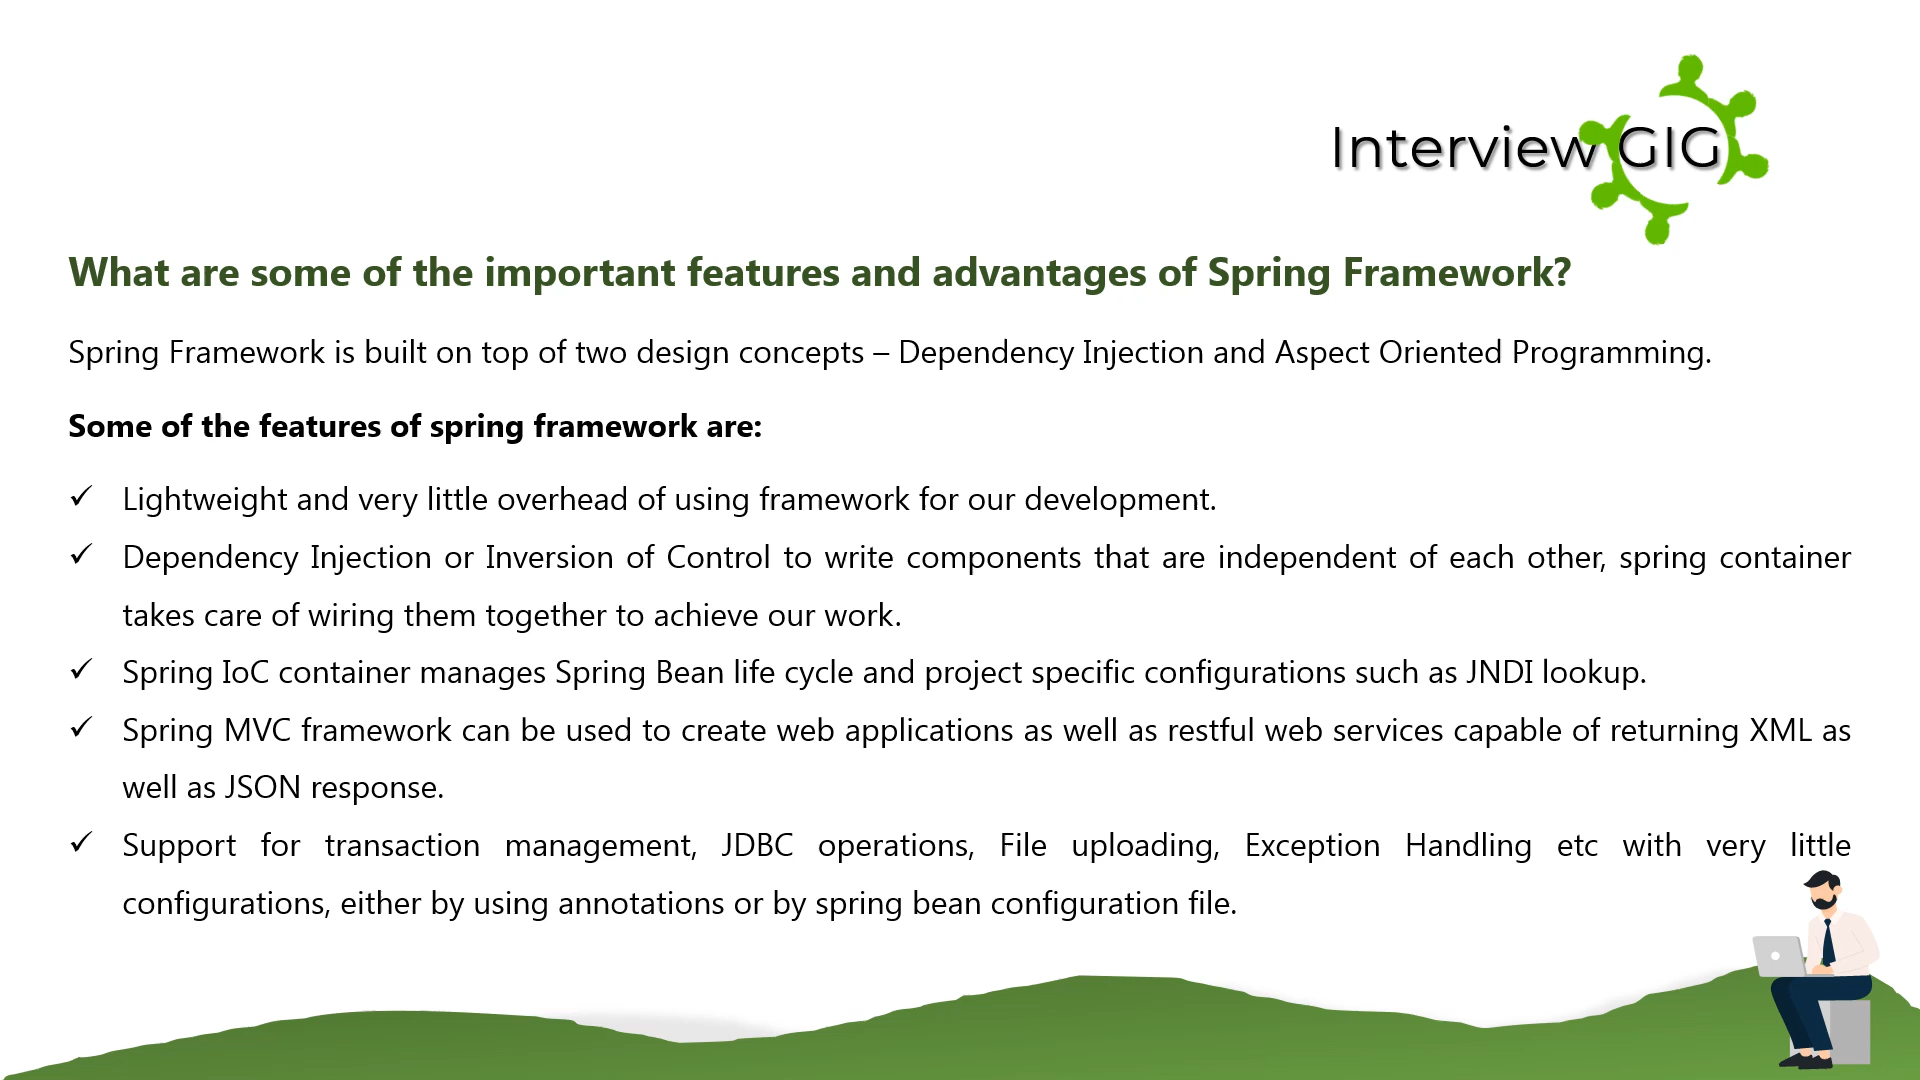 Interview GIG
What are some of the important features and advantages of Spring Framework?
Spring Framework is built on top of two design concepts – Dependency Injection and Aspect Oriented Programming.
Some of the features of spring framework are:
✓ Lightweight and very little overhead of using framework for our development.
✓ Dependency Injection or Inversion of Control to write components that are independent of each other, spring container
takes care of wiring them together to achieve our work.
✓ Spring IoC container manages Spring Bean life cycle and project specific configurations such as JNDI lookup.
✓ Spring MVC framework can be used to create web applications as well as restful web services capable of returning XML as
well as JSON response.
✓ Support for transaction management, JDBC operations, File uploading, Exception Handling etc with very little
configurations, either by using annotations or by spring bean configuration file.